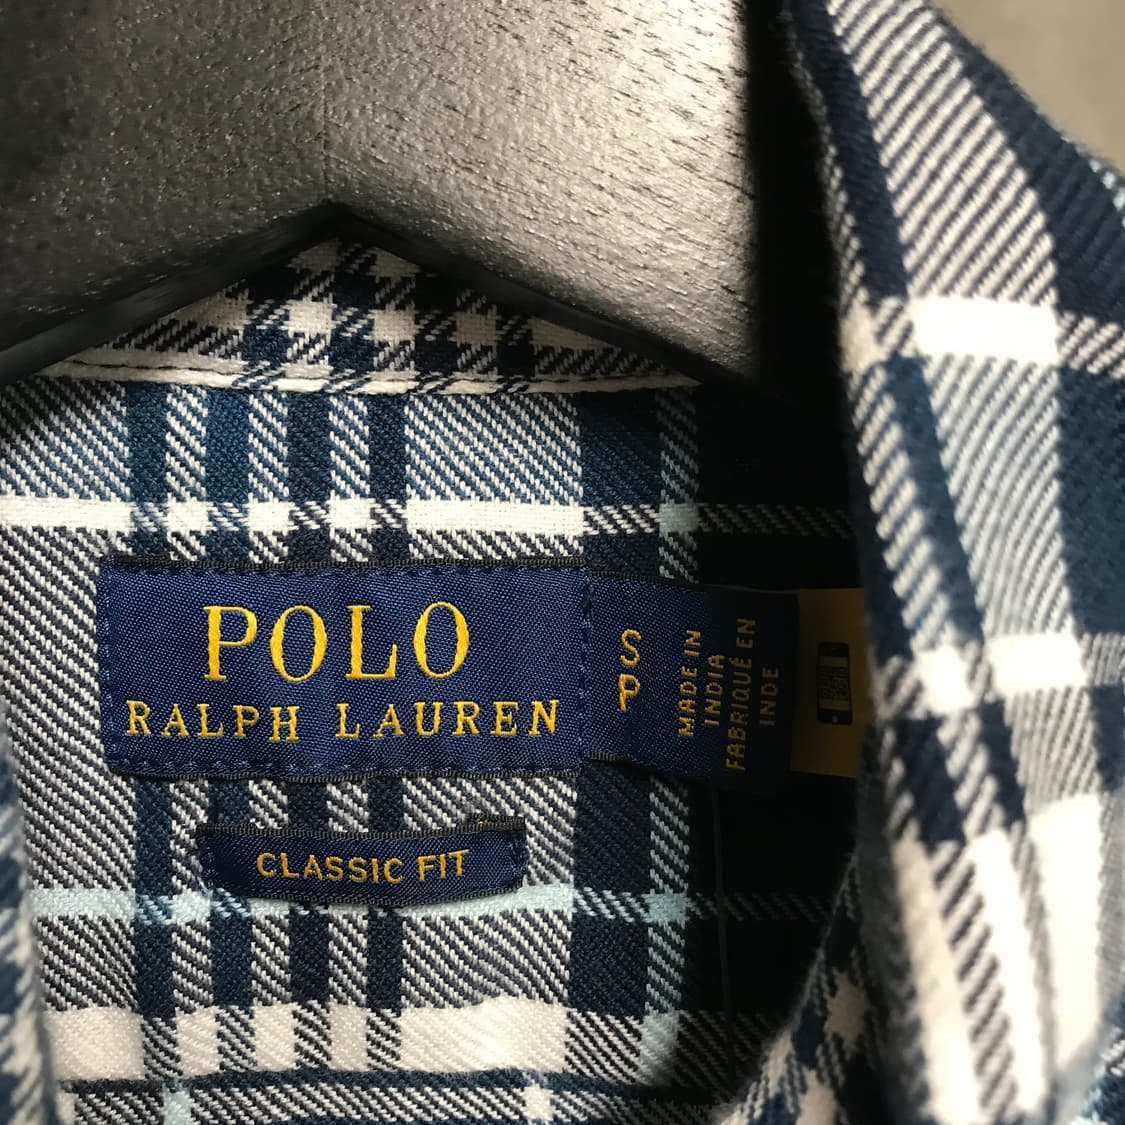 POLO
RALPH LAUREN
CLASSIC FIT
S
P
MADE IN
INDIA
FABRIQUÉ EN
INDE